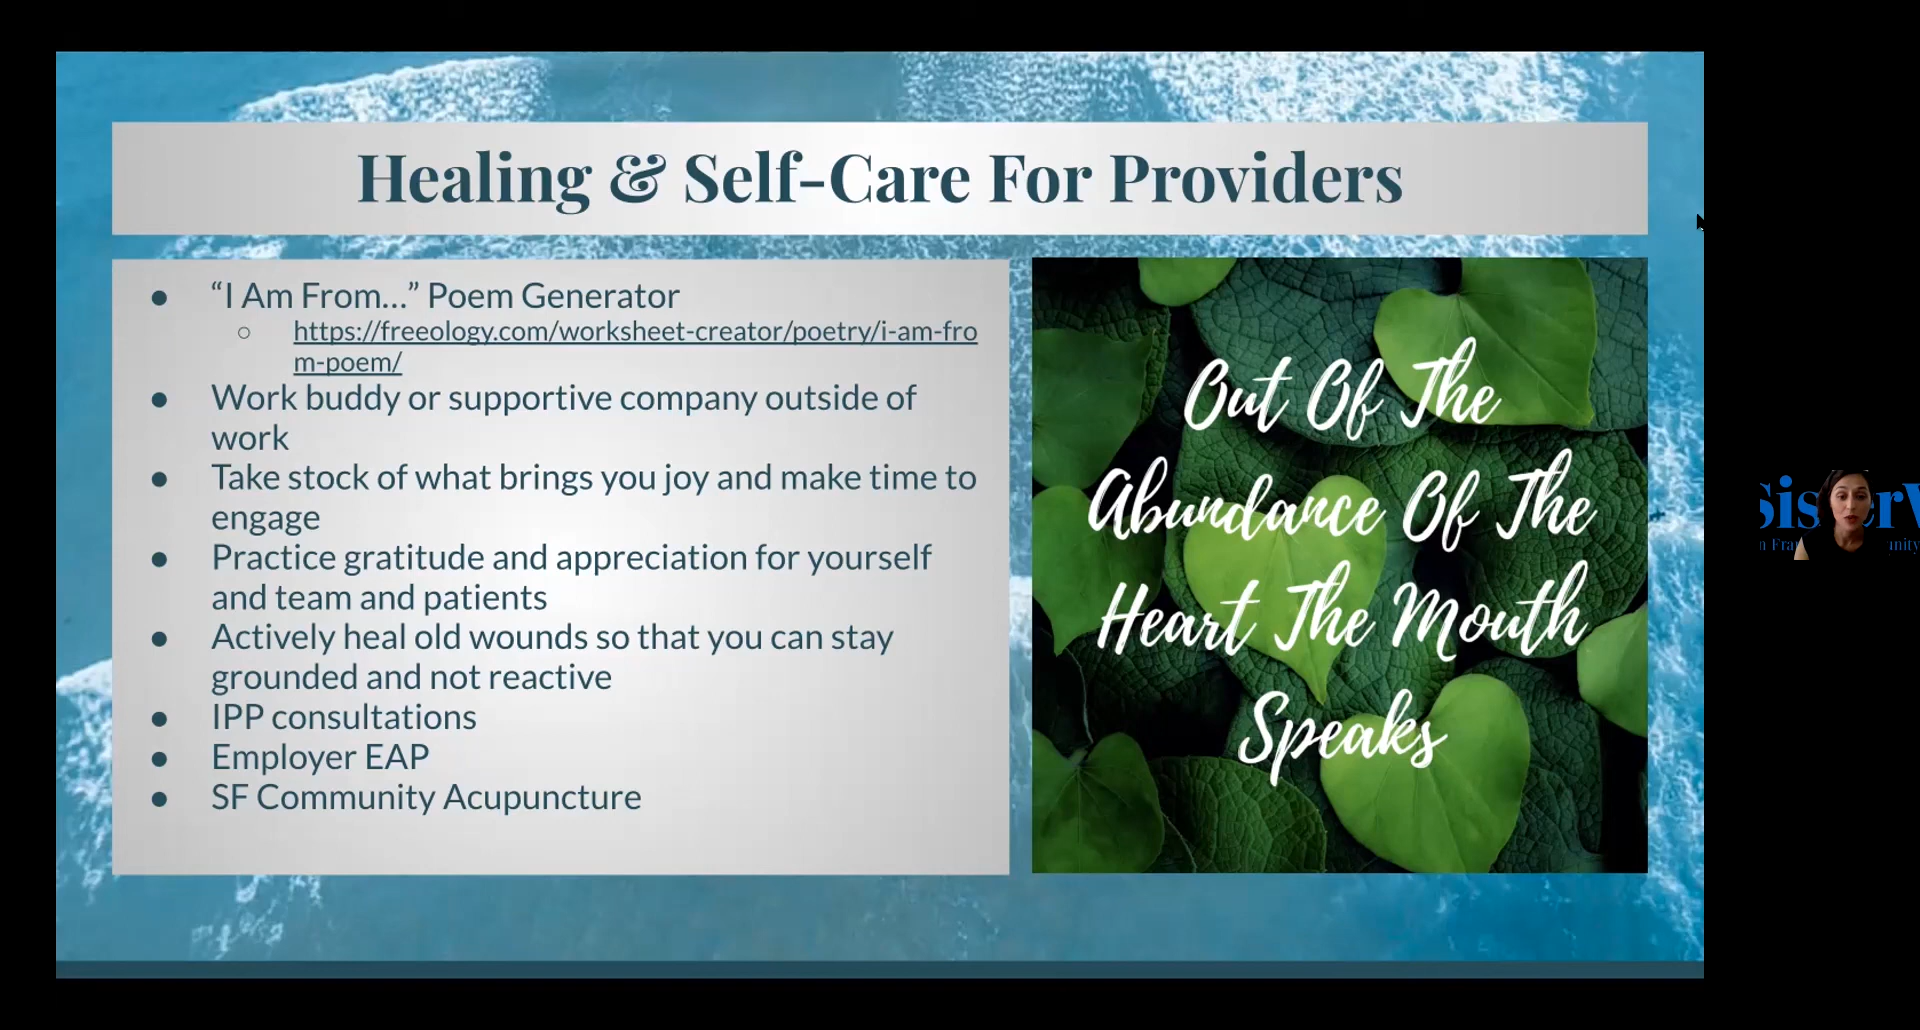 Healing & Self-Care For Providers
● “I Am From...” Poem Generator
○ https://freeology.com/worksheet-creator/poetry/i-am-fro
m-poem/
● Work buddy or supportive company outside of
work
● Take stock of what brings you joy and make time to
engage
● Practice gratitude and appreciation for yourself
and team and patients
● Actively heal old wounds so that you can stay
grounded and not reactive
● IPP consultations
● Employer EAP
● SF Community Acupuncture
Out Of The
Abundance Of The
Heart The Mouth
Speaks